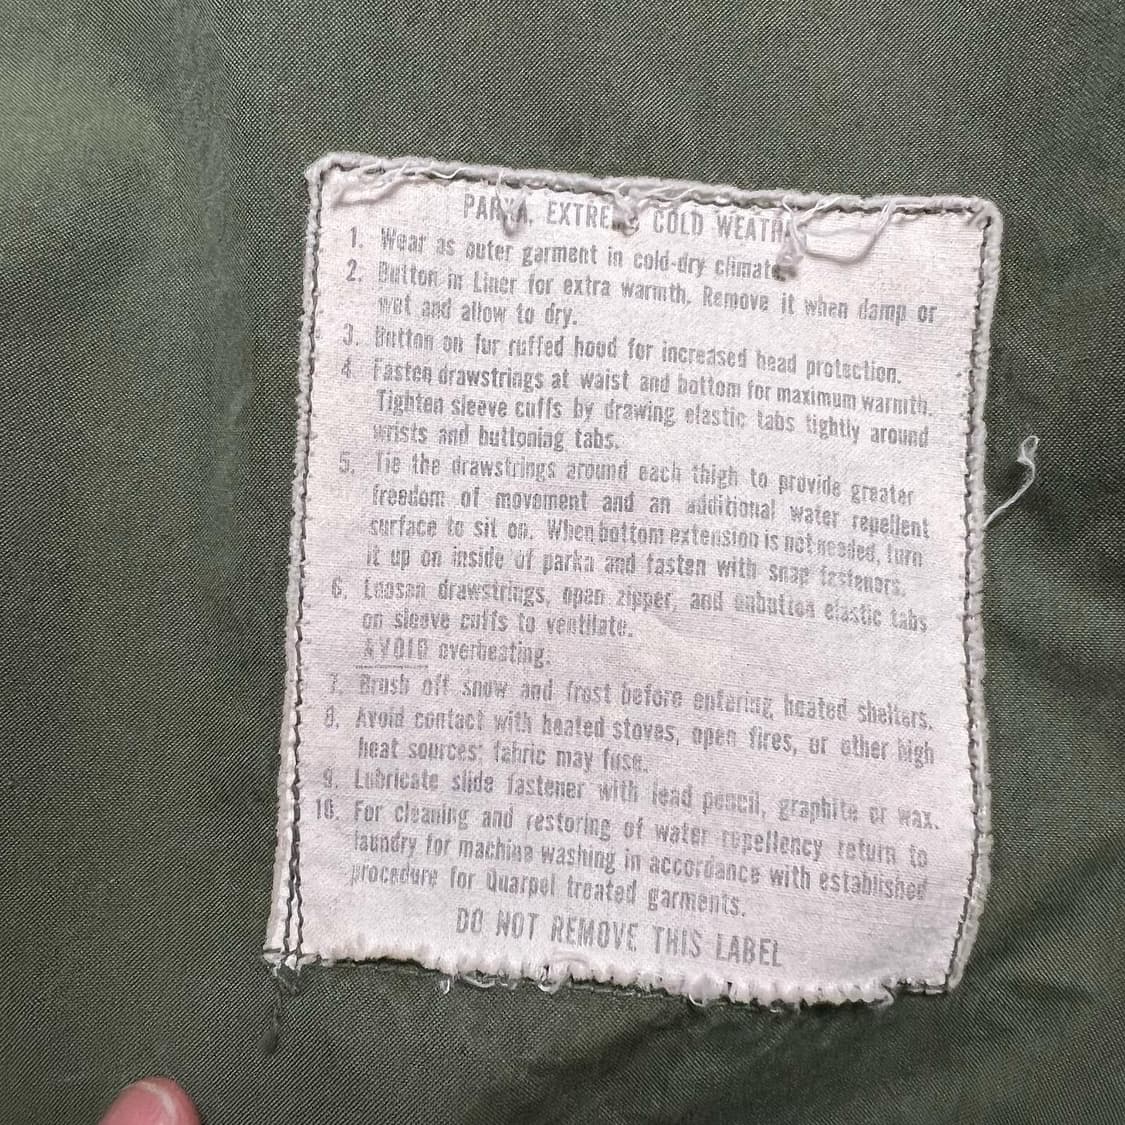 PARKA, EXTREME COLD WEATHER
1. Wear as outer garment in cold-dry climate.
2. Button in Liner for extra warmth. Remove it when damp or
wet and allow to dry.
3. Button on fur ruffed hood for increased head protection.
4. Fasten drawstrings at waist and bottom for maximum warmth.
Tighten sleeve cuffs by drawing elastic tabs tightly around
wrists and buttoning tabs.
5. Tie the drawstrings around each thigh to provide greater
freedom of movement and an additional water repellent
surface to sit on. When bottom extension is not needed, turn
it up on inside of parka and fasten with snap fasteners.
6. Loosen drawstrings, open zipper, and unbutton elastic tabs
on sleeve cuffs to ventilate.
AVOID overheating.
7. Brush off snow and frost before entering heated shelters.
8. Avoid contact with heated stoves, open fires, or other high
heat sources; fabric may fuse.
9. Lubricate slide fastener with lead pencil, graphite or wax.
10. For cleaning and restoring of water repellency return to
laundry for machine washing in accordance with established
procedure for Quarpel treated garments.
DO NOT REMOVE THIS LABEL